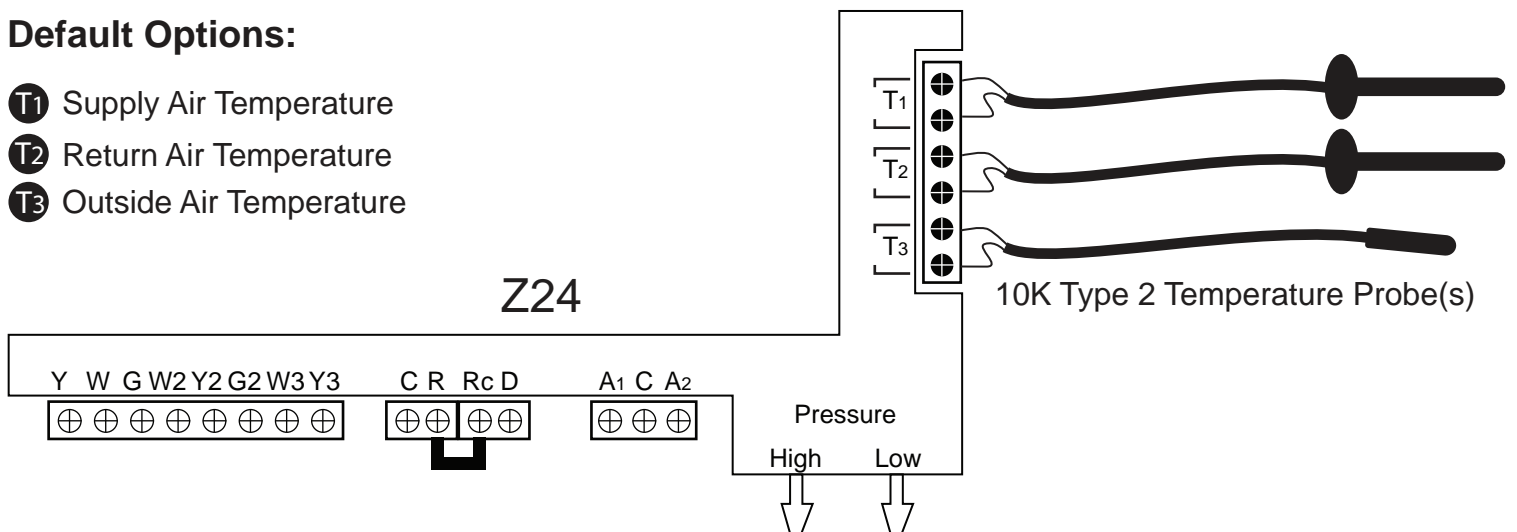 Default Options:
T1 Supply Air Temperature
T2 Return Air Temperature
T3 Outside Air Temperature
T1
T2
T3
10K Type 2 Temperature Probe(s)
Z24
Y W G W2 Y2 G2 W3 Y3 C R Rc D A1 C A2
Pressure
High Low